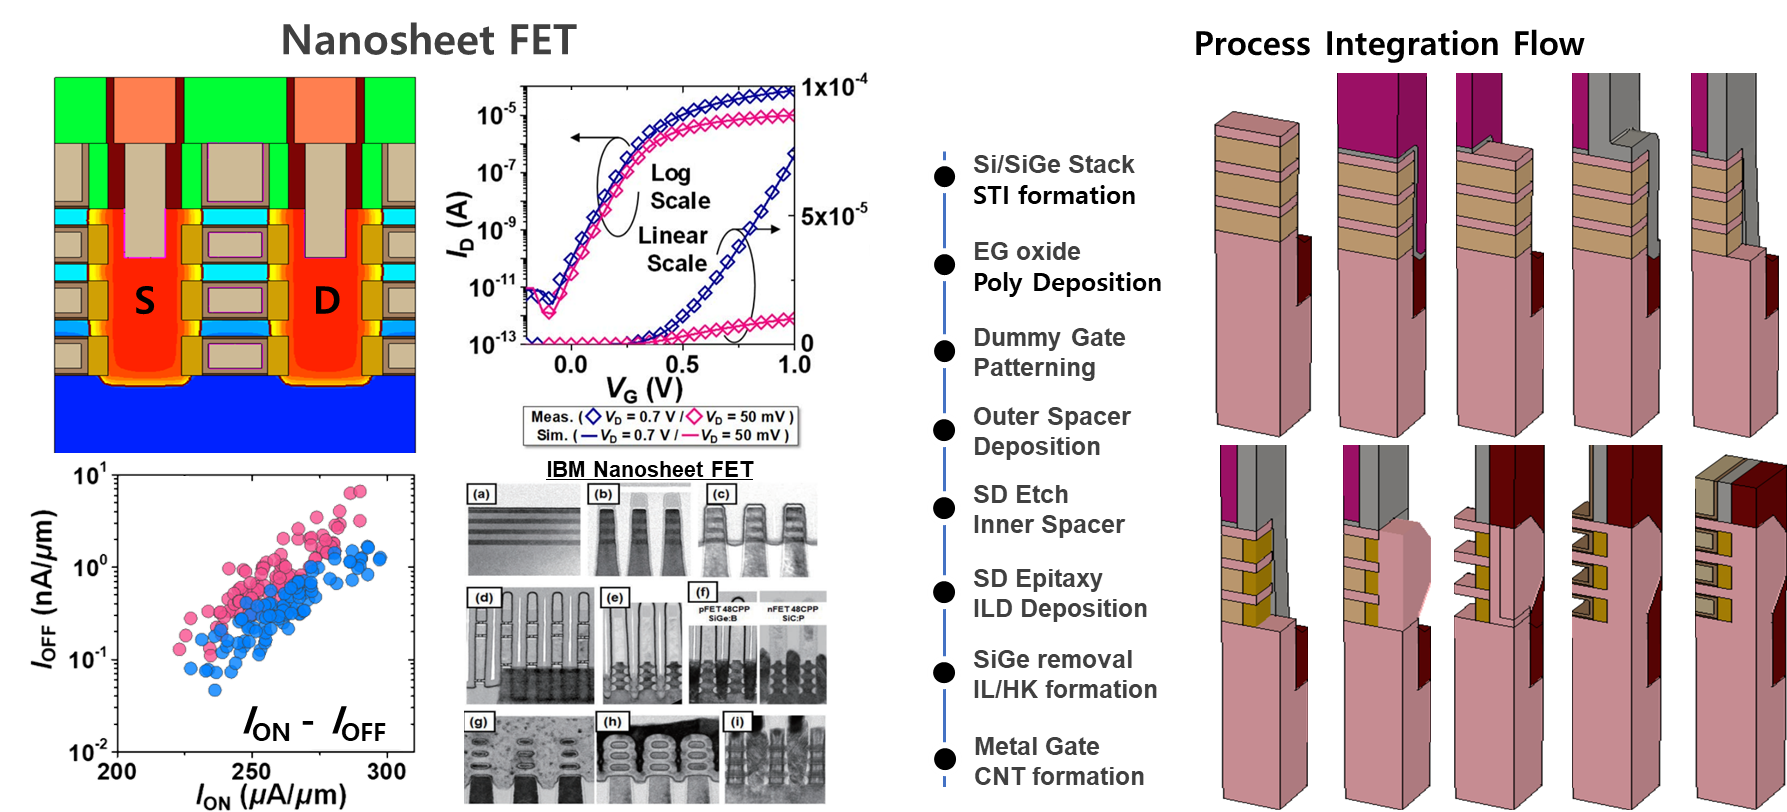 Nanosheet FET
Process Integration Flow
S
D
10-5
10-7
10-9
10-11
10-13
ID (A)
1x10-4
5x10-5
0
Log
Scale
Linear
Scale
0.0
0.5
1.0
VG (V)
Meas. ( VD = 0.7 V / VD = 50 mV )
Sim. ( VD = 0.7 V / VD = 50 mV )
101
100
10-1
10-2
IOFF (nA/µm)
ION - IOFF
200
250
300
ION (µA/µm)
IBM Nanosheet FET
(a)
(b)
(c)
(d)
(e)
(f)
pFET 48CPP
SiGe:B
nFET 48CPP
SiC:P
(g)
(h)
(i)
Si/SiGe Stack
STI formation
EG oxide
Poly Deposition
Dummy Gate
Patterning
Outer Spacer
Deposition
SD Etch
Inner Spacer
SD Epitaxy
ILD Deposition
SiGe removal
IL/HK formation
Metal Gate
CNT formation